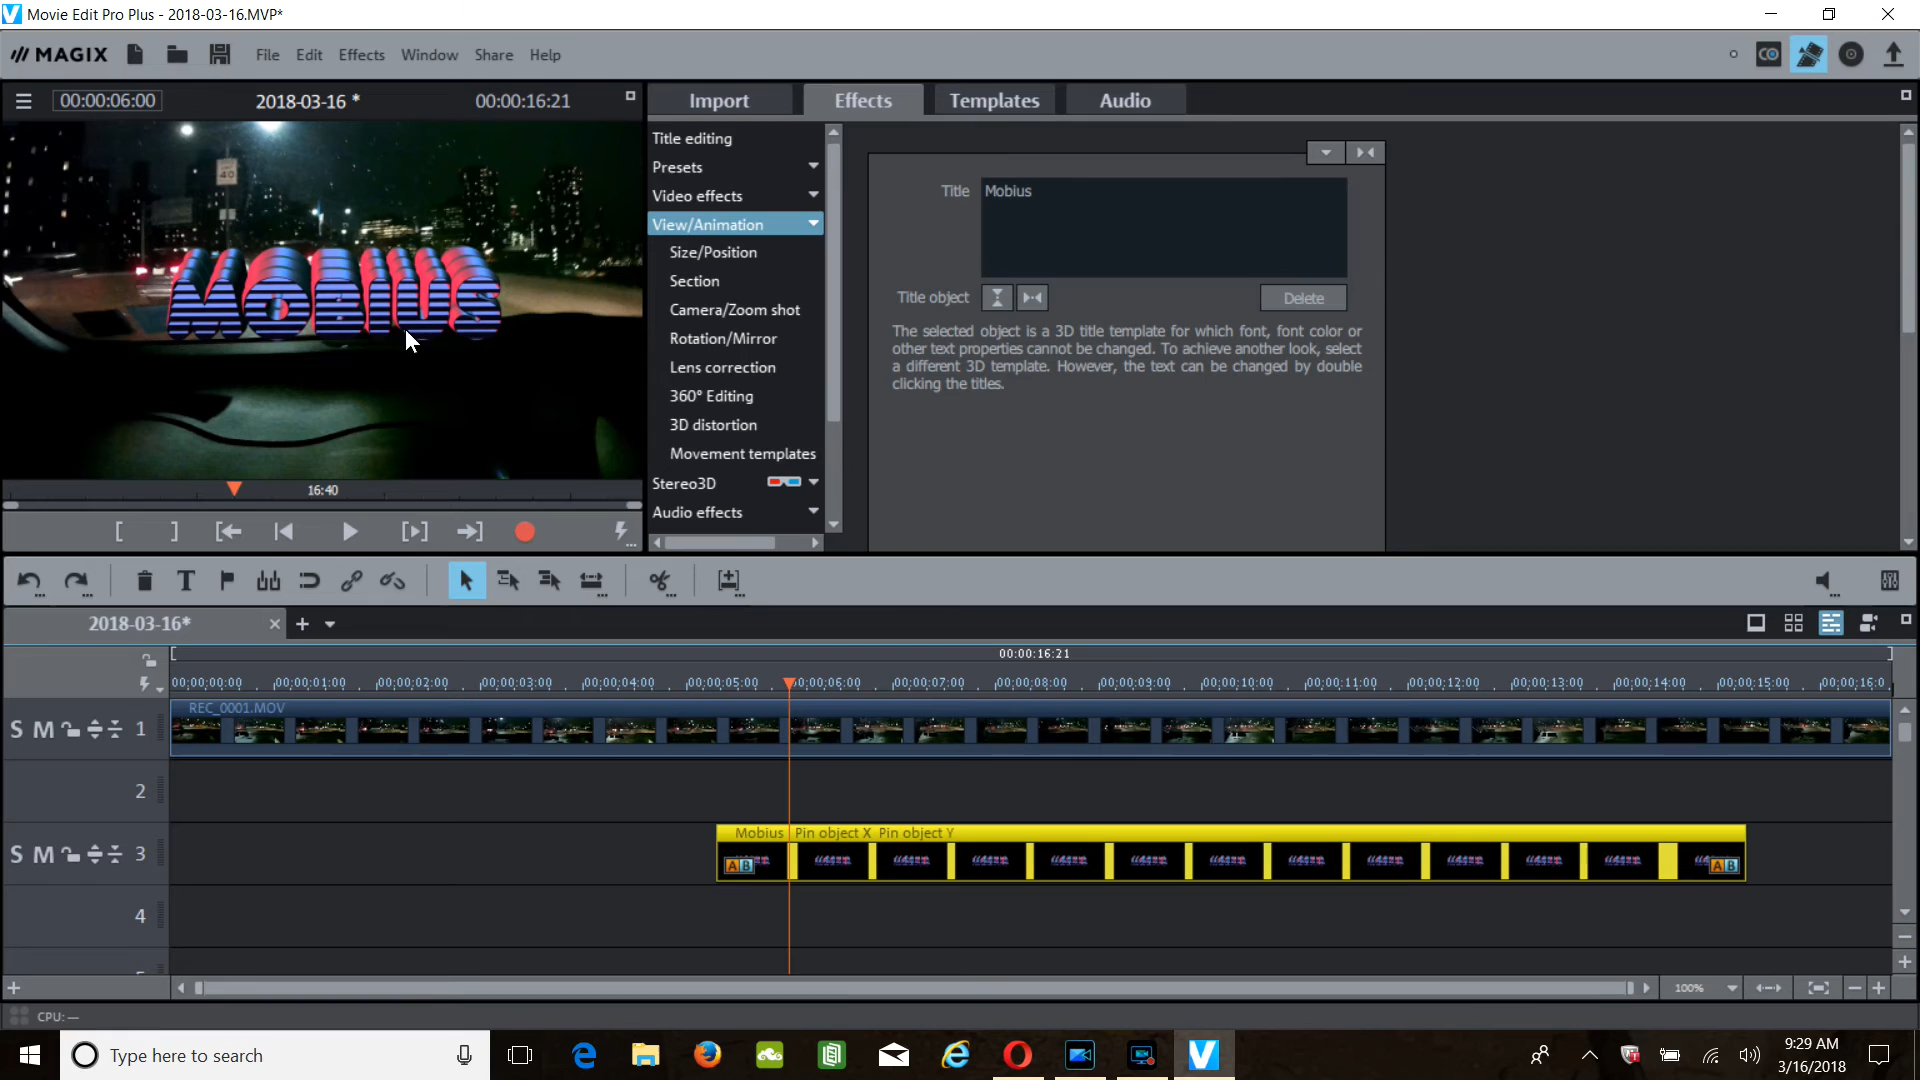 Movie Edit Pro Plus - 2018-03-16.MVP*
MAGIX
File Edit Effects Window Share Help
00:00:06:00 2018-03-16 * 00:00:16:21
Import Effects Templates Audio
40
MOBIUS
16:40
Title editing
Presets
Video effects
View/Animation
Size/Position
Section
Camera/Zoom shot
Rotation/Mirror
Lens correction
360° Editing
3D distortion
Movement templates
Stereo3D
Audio effects
Title Mobius
Title object Delete
The selected object is a 3D title template for which font, font color or
other text properties cannot be changed. To achieve another look, select
a different 3D template. However, the text can be changed by double
clicking the titles.
2018-03-16*
00:00:16:21
00:00:00:00 00:00:01:00 00:00:02:00 00:00:03:00 00:00:04:00 00:00:05:00 00:00:06:00 00:00:07:00 00:00:08:00 00:00:09:00 00:00:10:00 00:00:11:00 00:00:12:00 00:00:13:00 00:00:14:00 00:00:15:00 00:00:16:0
REC_0001.MOV
S M 1
2
Mobius Pin object X Pin object Y
S M 3
A B A B
4
100%
CPU: —
Type here to search
9:29 AM
3/16/2018